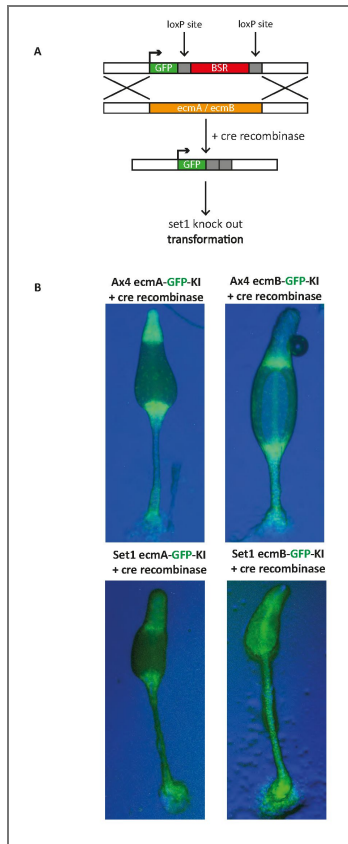 loxP site
loxP site
A
GFP
BSR
ecmA / ecmB
+ cre recombinase
GFP
set1 knock out
transformation
B
Ax4 ecmA-GFP-KI
+ cre recombinase
Ax4 ecmB-GFP-KI
+ cre recombinase
Set1 ecmA-GFP-KI
+ cre recombinase
Set1 ecmB-GFP-KI
+ cre recombinase